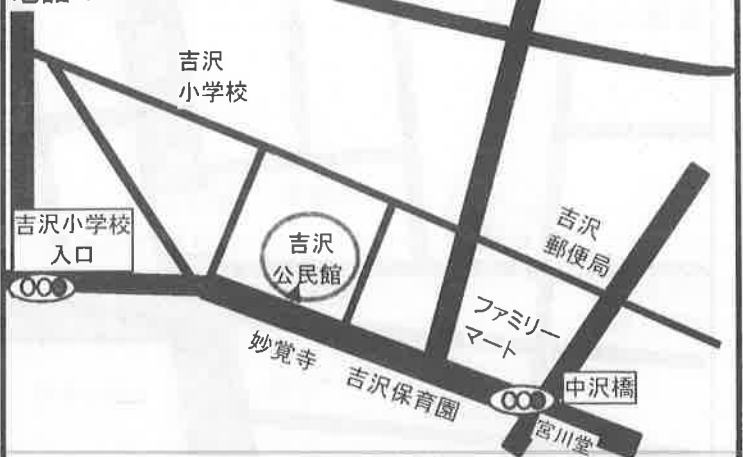 吉沢
小学校
吉沢小学校
入口
吉沢
公民館
吉沢
郵便局
ファミリー
マート
妙覚寺
吉沢保育園
中沢橋
宮川堂